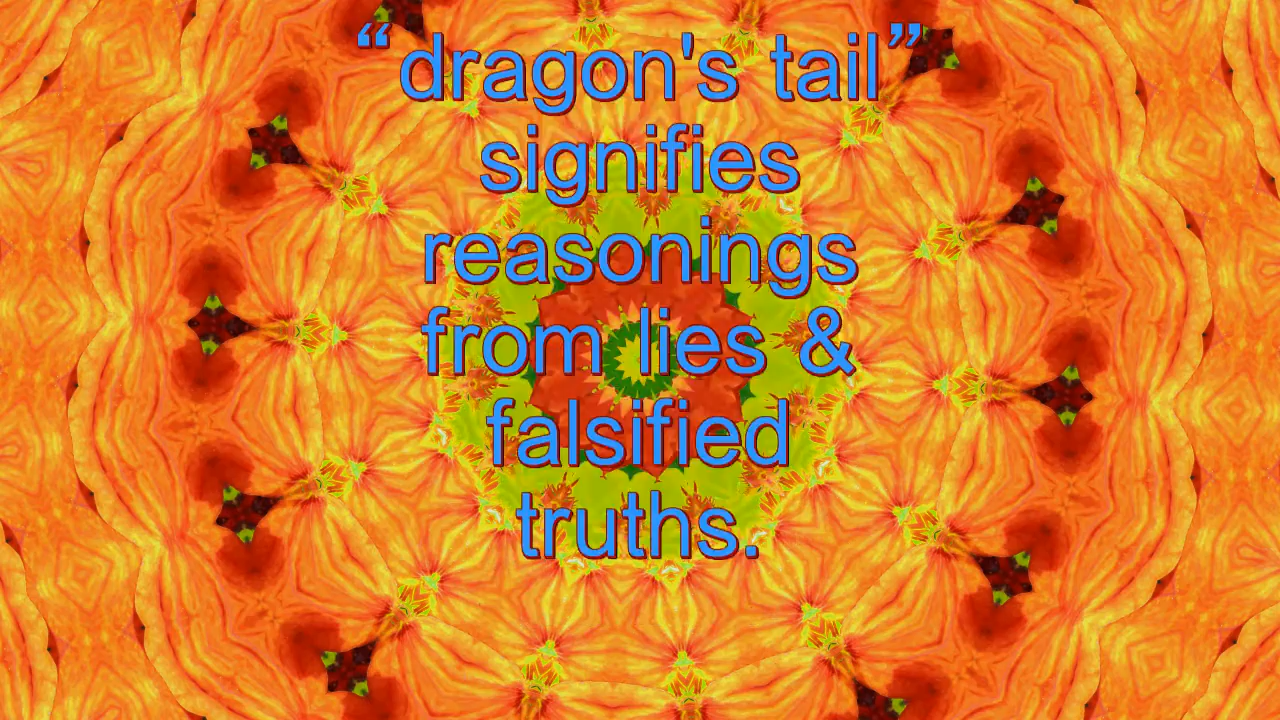 “dragon's tail”
signifies
reasonings
from lies &
falsified
truths.